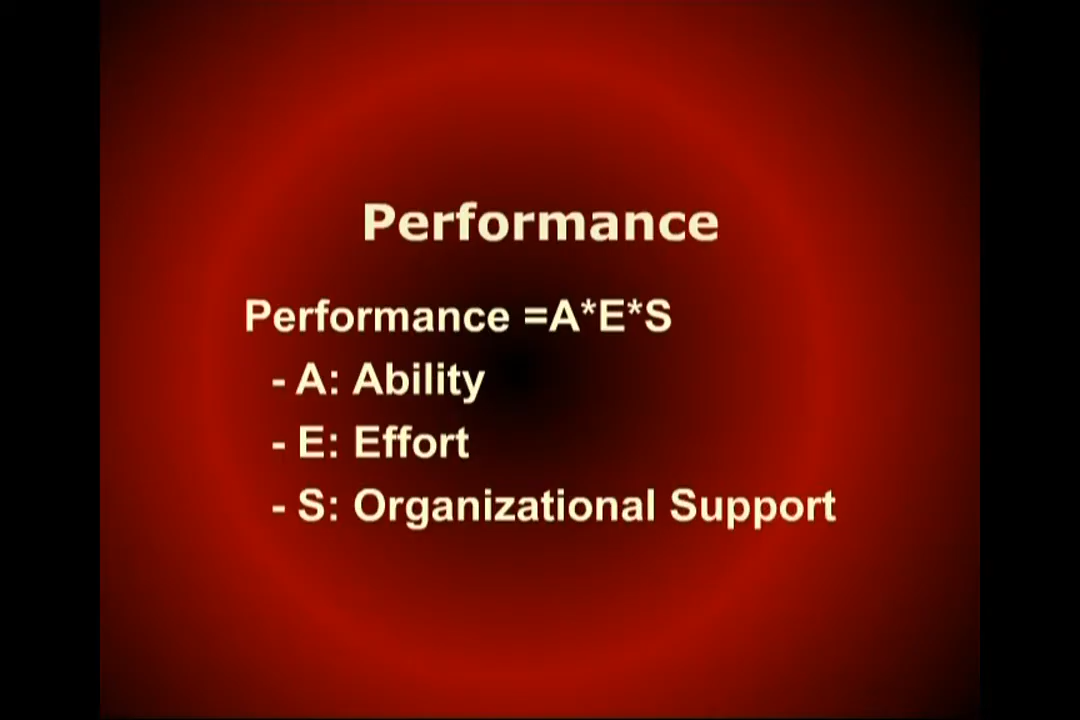 Performance
Performance =A*E*S
- A: Ability
- E: Effort
- S: Organizational Support